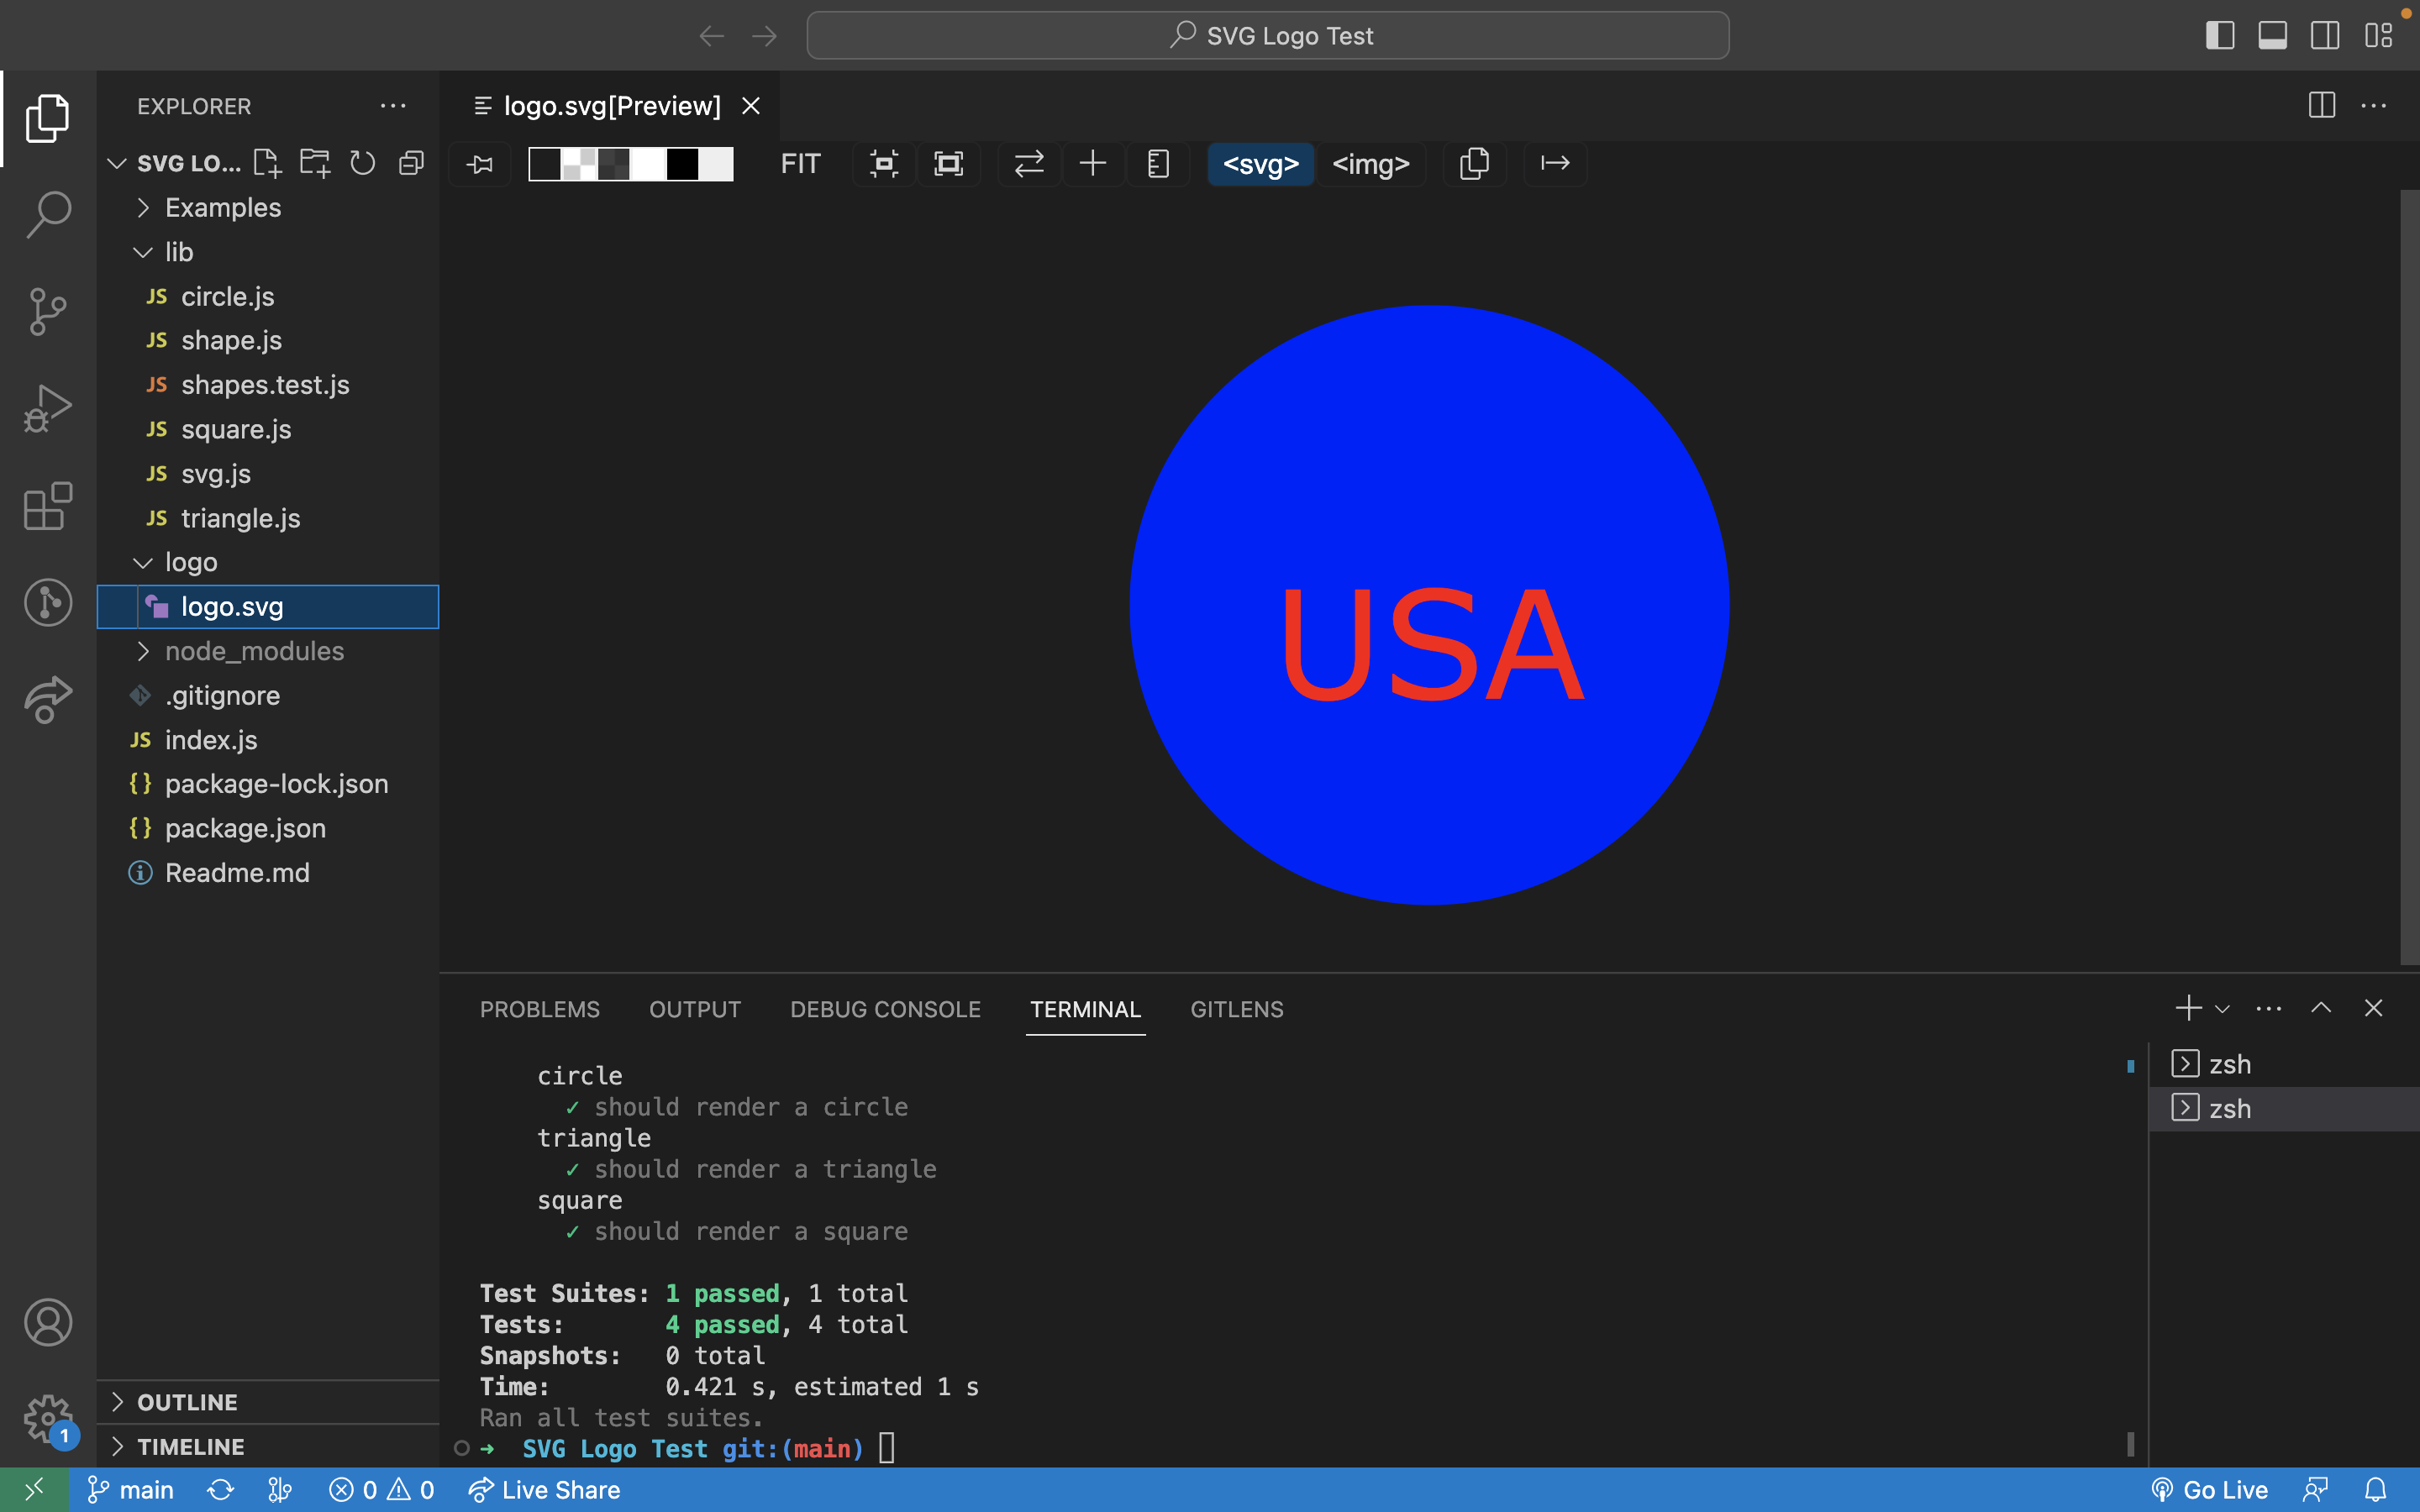 SVG Logo Test
EXPLORER
logo.svg[Preview]
SVG LO...
FIT
<svg>
<img>
Examples
lib
JS circle.js
JS shape.js
JS shapes.test.js
JS square.js
JS svg.js
JS triangle.js
logo
logo.svg
node_modules
.gitignore
JS index.js
{} package-lock.json
{} package.json
Readme.md
OUTLINE
TIMELINE
USA
PROBLEMS OUTPUT DEBUG CONSOLE TERMINAL GITLENS
circle
✓ should render a circle
triangle
✓ should render a triangle
square
✓ should render a square
Test Suites: 1 passed, 1 total
Tests: 4 passed, 4 total
Snapshots: 0 total
Time: 0.421 s, estimated 1 s
Ran all test suites.
➜ SVG Logo Test git:(main)
zsh
zsh
1
main 0 0 Live Share Go Live